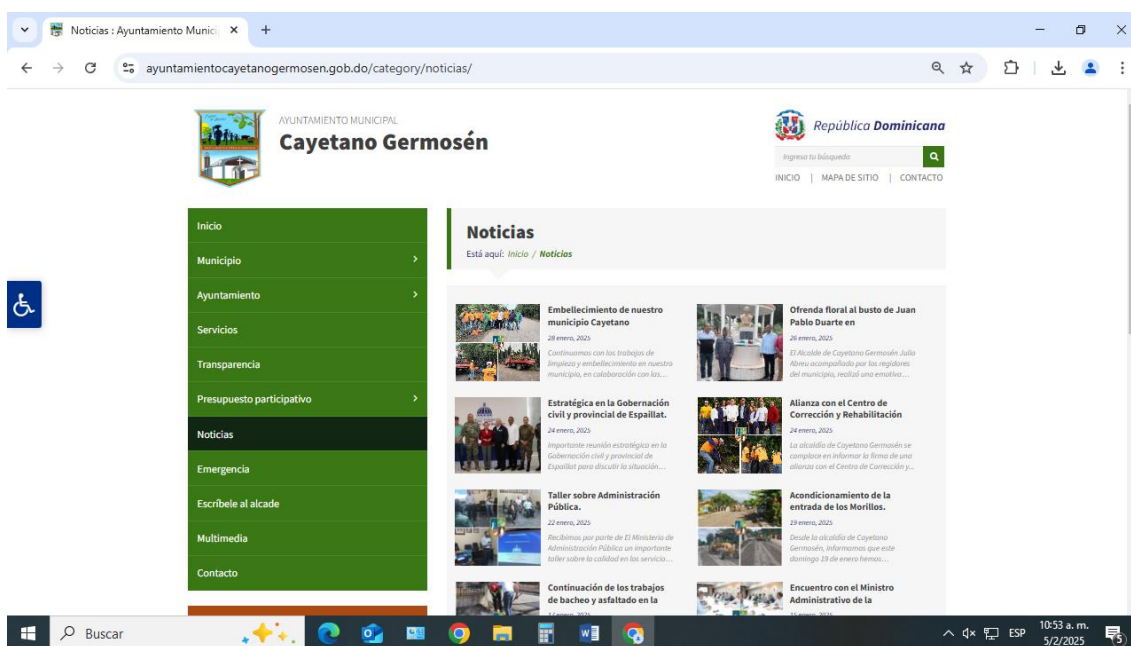 Noticias : Ayuntamiento Munici
ayuntamientocayetanogermosen.gob.do/category/noticias/
AYUNTAMIENTO MUNICIPAL
Cayetano Germosén
República Dominicana
Ingresa tu búsqueda
INICIO | MAPA DE SITIO | CONTACTO
Inicio
Municipio
Ayuntamiento
Servicios
Transparencia
Presupuesto participativo
Noticias
Emergencia
Escríbele al alcade
Multimedia
Contacto
Noticias
Está aquí: Inicio / Noticias
Embellecimiento de nuestro
municipio Cayetano
28 enero, 2025
Continuamos con los trabajos de
limpieza y embellecimiento en nuestro
municipio, en colaboración con las...
Ofrenda floral al busto de Juan
Pablo Duarte en
26 enero, 2025
El Alcalde de Cayetano Germosén Julio
Abreu acompañado por los regidores
del municipio, realizó una emotiva...
Estratégica en la Gobernación
civil y provincial de Espaillat.
24 enero, 2025
Importante reunión estratégica en la
Gobernación civil y provincial de
Espaillat para discutir la situación...
Alianza con el Centro de
Corrección y Rehabilitación
24 enero, 2025
La alcaldía de Cayetano Germosén se
complace en informar la firma de una
alianza con el Centro de Corrección y...
Taller sobre Administración
Pública.
22 enero, 2025
Recibimos por parte de El Ministerio de
Administración Pública un importante
taller sobre la calidad en los servicio...
Acondicionamiento de la
entrada de los Morillos.
19 enero, 2025
Desde la alcaldía de Cayetano
Germosén, informamos que este
domingo 19 de enero hemos...
Continuación de los trabajos
de bacheo y asfaltado en la
Encuentro con el Ministro
Administrativo de la
Buscar
ESP
10:53 a. m.
5/2/2025
5